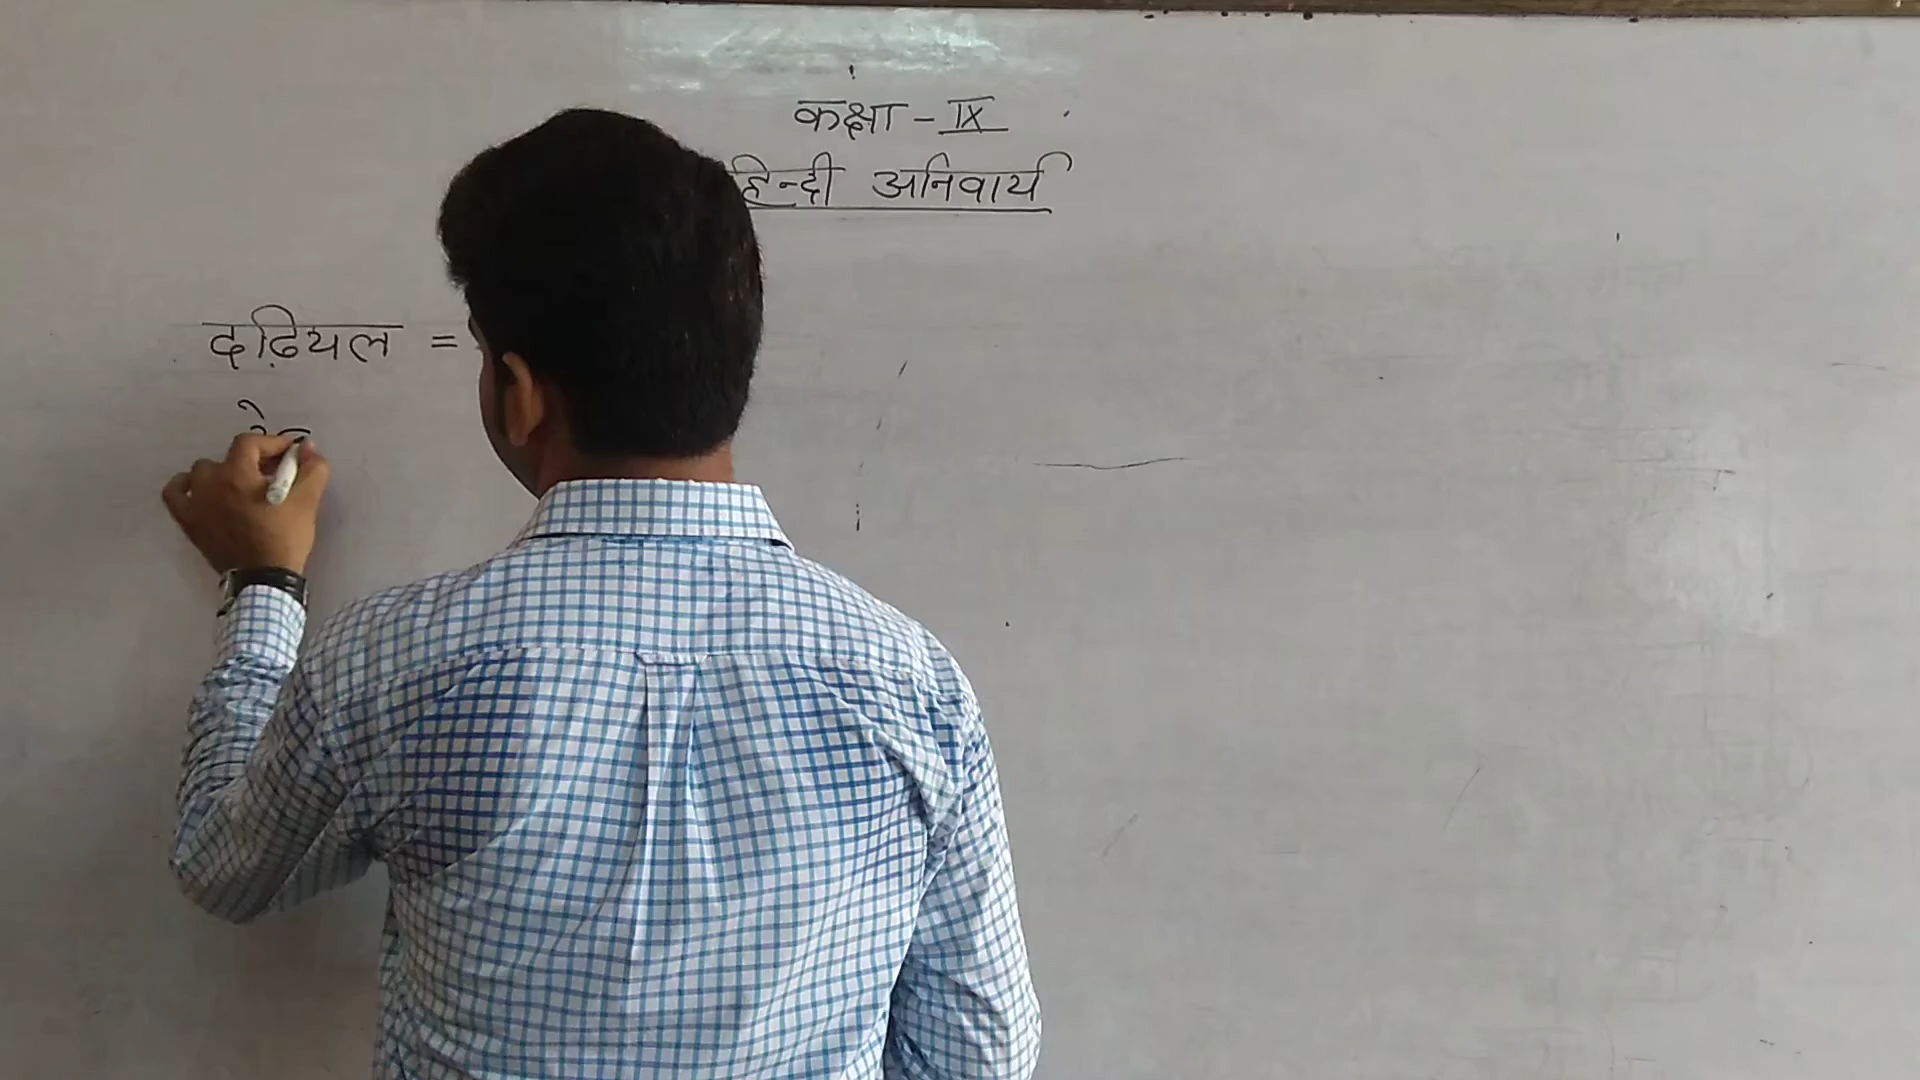 कक्षा - IX
हिन्दी अनिवार्य
दढ़ियल =